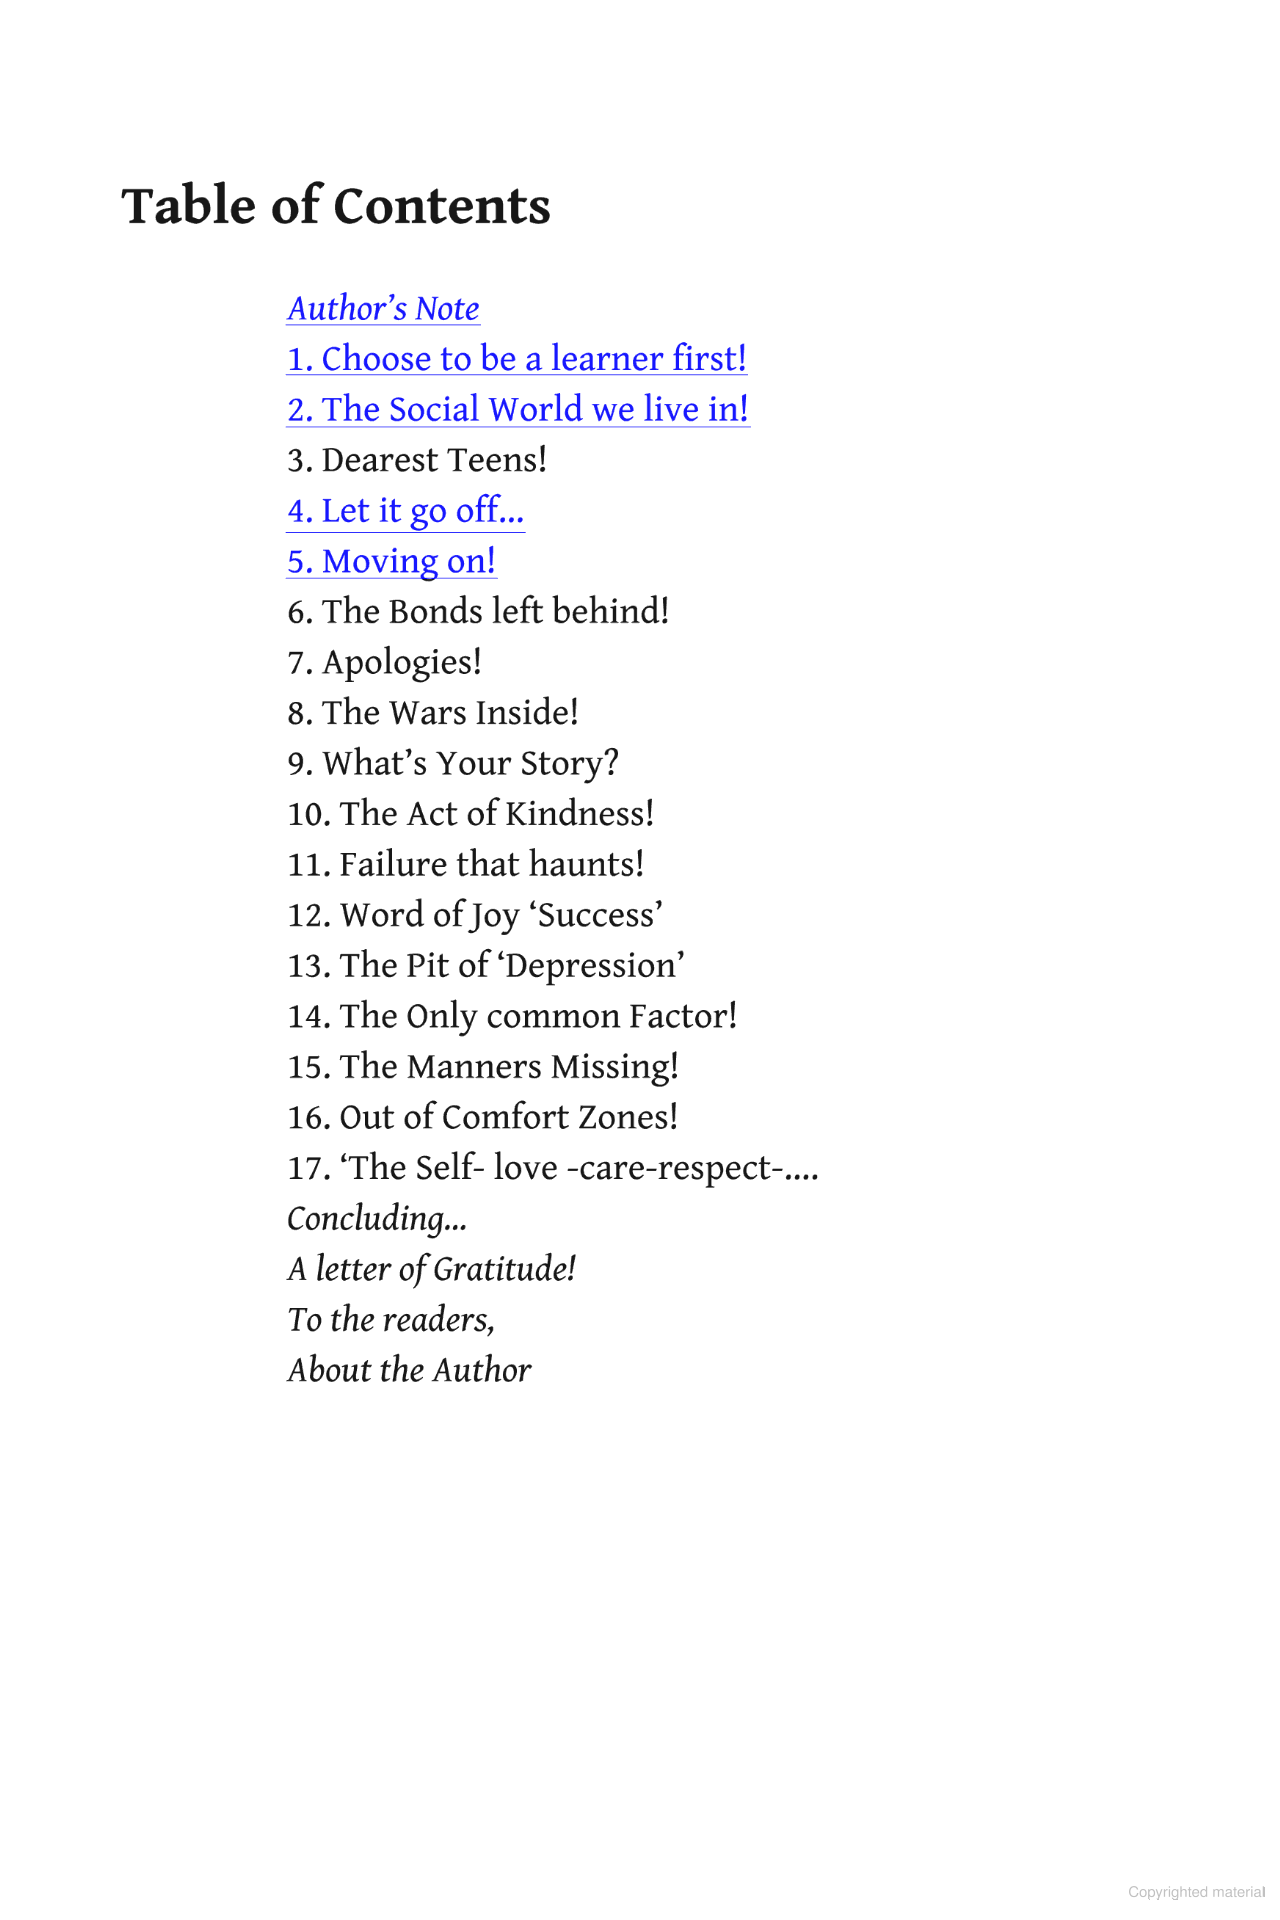 Table of Contents
Author’s Note
1. Choose to be a learner first!
2. The Social World we live in!
3. Dearest Teens!
4. Let it go off...
5. Moving on!
6. The Bonds left behind!
7. Apologies!
8. The Wars Inside!
9. What’s Your Story?
10. The Act of Kindness!
11. Failure that haunts!
12. Word of Joy ‘Success’
13. The Pit of ‘Depression’
14. The Only common Factor!
15. The Manners Missing!
16. Out of Comfort Zones!
17. ‘The Self- love -care-respect-....
Concluding...
A letter of Gratitude!
To the readers,
About the Author
Copyrighted material